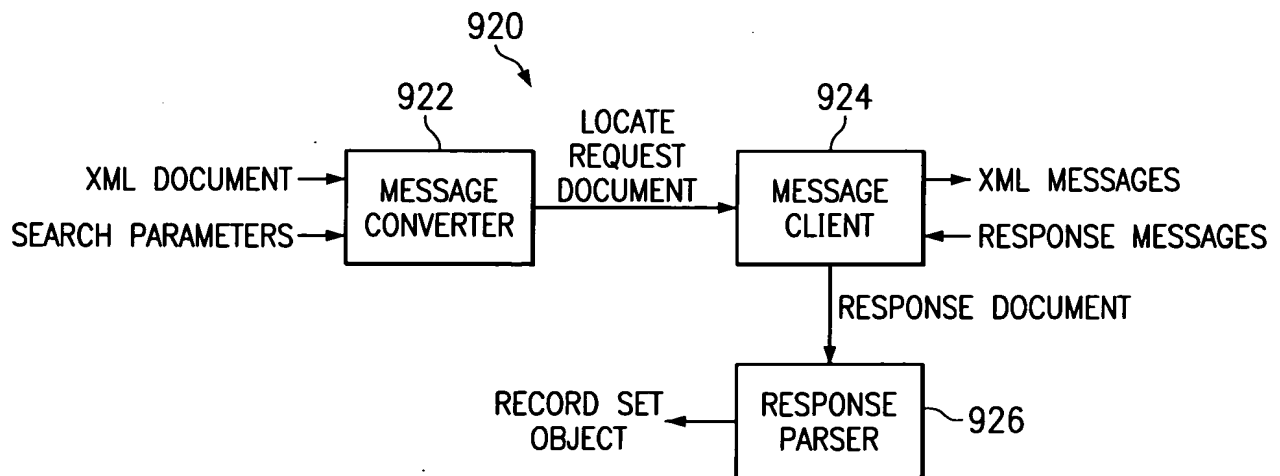 920
922
924
LOCATE
REQUEST
DOCUMENT
XML DOCUMENT
SEARCH PARAMETERS
MESSAGE
CONVERTER
MESSAGE
CLIENT
XML MESSAGES
RESPONSE MESSAGES
RESPONSE DOCUMENT
RECORD SET
OBJECT
RESPONSE
PARSER
926